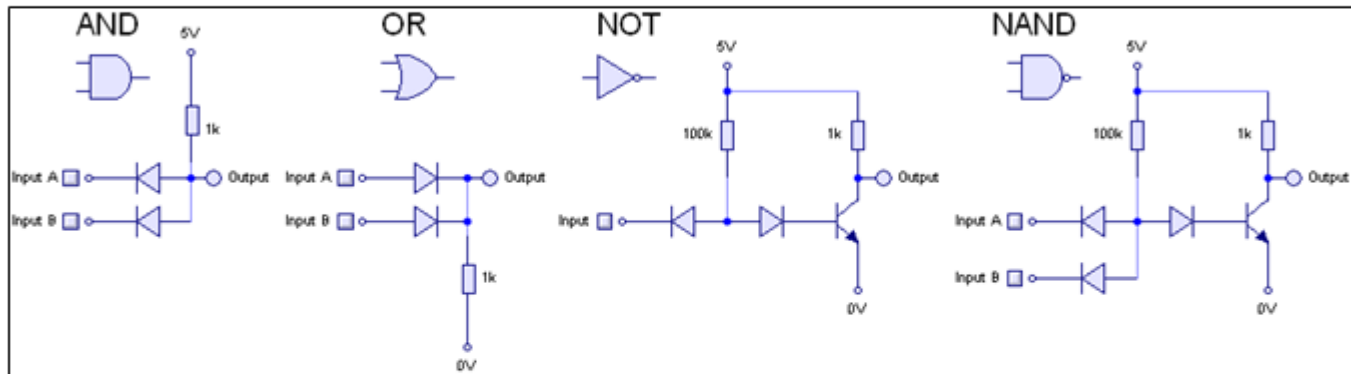 AND
5V
1k
Input A
Output
Input B
OR
Input A
Output
Input B
1k
0V
NOT
5V
100k
1k
Output
Input
0V
NAND
5V
100k
1k
Output
Input A
Input B
0V